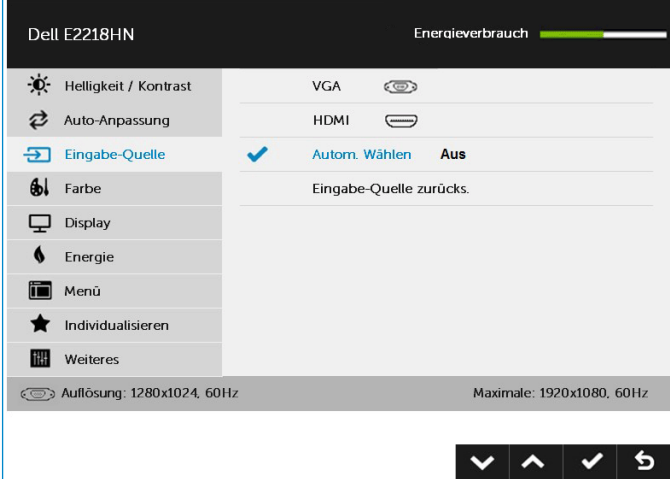 Dell E2218HN Energieverbrauch
Helligkeit / Kontrast VGA
Auto-Anpassung HDMI
Eingabe-Quelle Autom. Wählen Aus
Farbe Eingabe-Quelle zurücks.
Display
Energie
Menü
Individualisieren
Weiteres
Auflösung: 1280x1024, 60Hz Maximale: 1920x1080, 60Hz